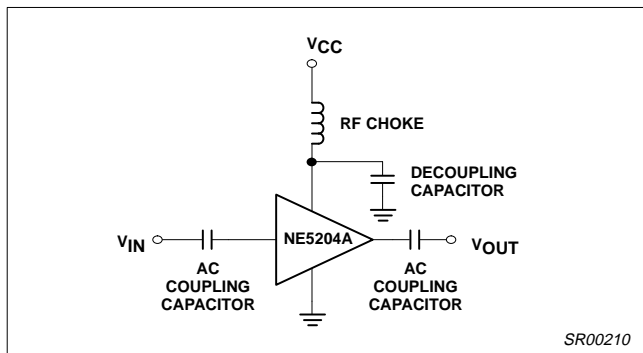 VCC
RF CHOKE
DECOUPLING
CAPACITOR
NE5204A
VIN
VOUT
AC
COUPLING
CAPACITOR
AC
COUPLING
CAPACITOR
SR00210